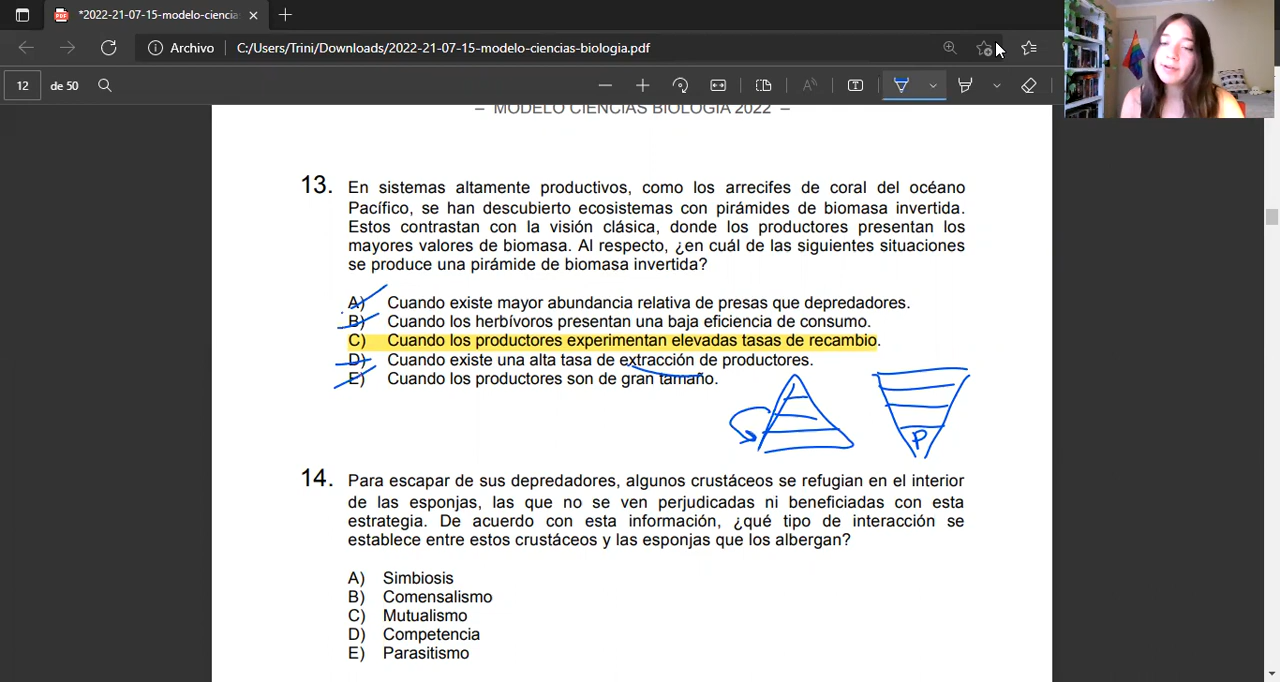 *2022-21-07-15-modelo-ciencia
Archivo C:/Users/Trini/Downloads/2022-21-07-15-modelo-ciencias-biologia.pdf
12 de 50
– MODELO CIENCIAS BIOLOGÍA 2022 –
13. En sistemas altamente productivos, como los arrecifes de coral del océano
Pacífico, se han descubierto ecosistemas con pirámides de biomasa invertida.
Estos contrastan con la visión clásica, donde los productores presentan los
mayores valores de biomasa. Al respecto, ¿en cuál de las siguientes situaciones
se produce una pirámide de biomasa invertida?
A) Cuando existe mayor abundancia relativa de presas que depredadores.
B) Cuando los herbívoros presentan una baja eficiencia de consumo.
C) Cuando los productores experimentan elevadas tasas de recambio.
D) Cuando existe una alta tasa de extracción de productores.
E) Cuando los productores son de gran tamaño.
P
14. Para escapar de sus depredadores, algunos crustáceos se refugian en el interior
de las esponjas, las que no se ven perjudicadas ni beneficiadas con esta
estrategia. De acuerdo con esta información, ¿qué tipo de interacción se
establece entre estos crustáceos y las esponjas que los albergan?
A) Simbiosis
B) Comensalismo
C) Mutualismo
D) Competencia
E) Parasitismo